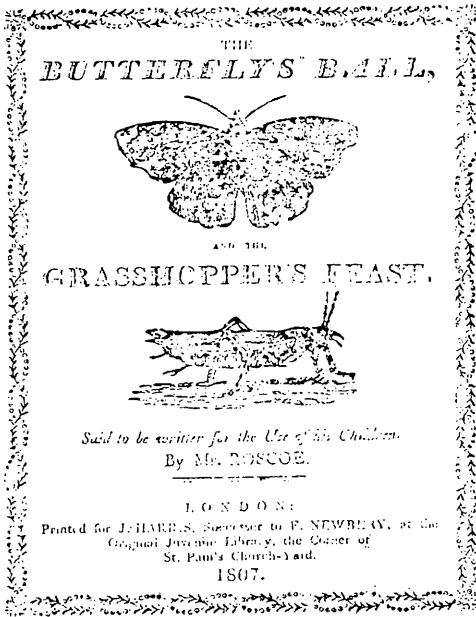 THE
BUTTERFLY'S BALL,
AND THE
GRASSHOPPER'S FEAST.
Said to be written for the Use of his Children.
By Mr. ROSCOE.
LONDON:
Printed for J. HARRIS, Successor to E. NEWBERY, at the
Original Juvenile Library, the Corner of
St. Paul's Church-Yard.
1807.